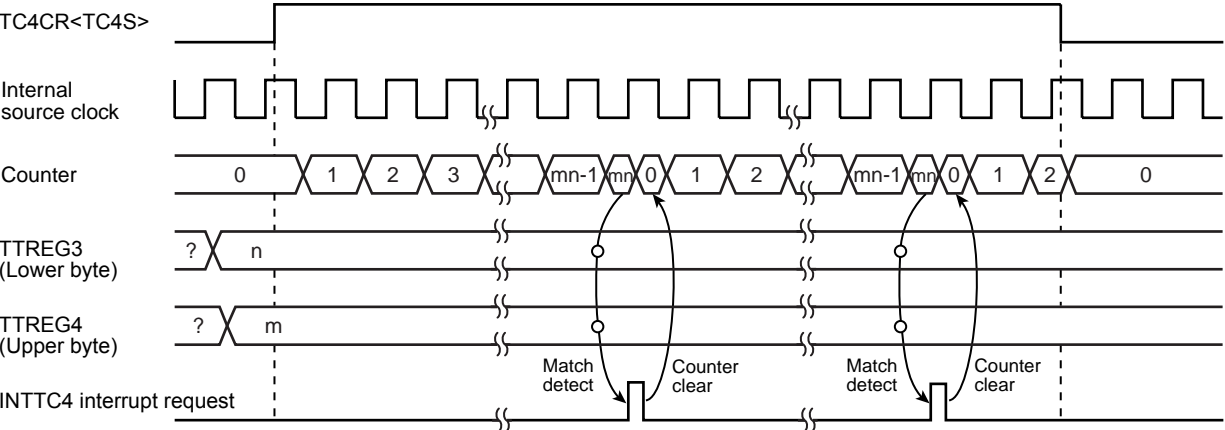 TC4CR<TC4S>
Internal
source clock
Counter
0 1 2 3 mn-1 mn 0 1 2 mn-1 mn 0 1 2 0
TTREG3
(Lower byte)
? n
TTREG4
(Upper byte)
? m
Match
detect
Counter
clear
Match
detect
Counter
clear
INTTC4 interrupt request